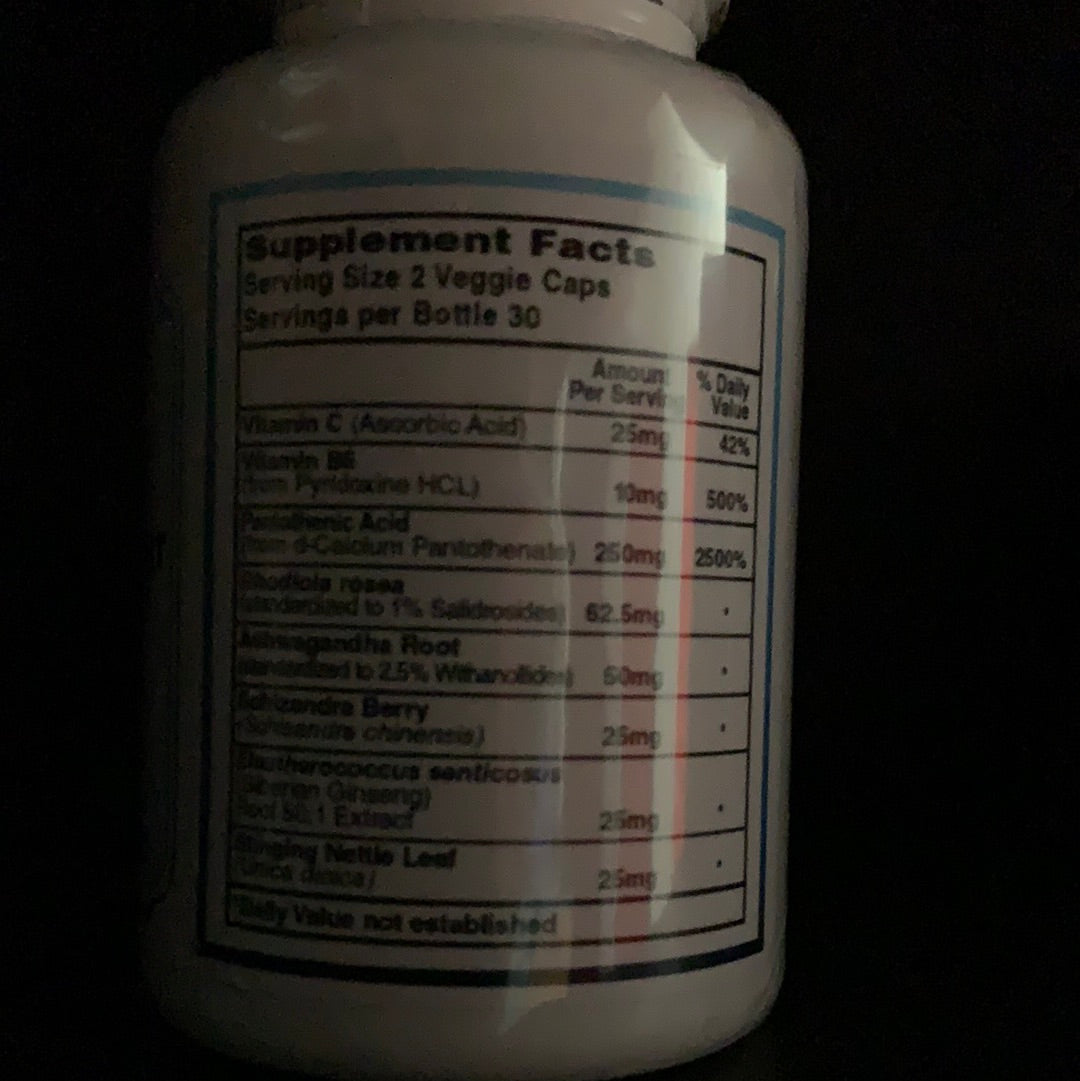 Supplement Facts
Serving Size 2 Veggie Caps
Servings per Bottle 30
Amount % Daily
Per Servin Value
Vitamin C (Ascorbic Acid) 25mg 42%
Vitamin B6
(from Pyridoxine HCL) 10mg 500%
Pantothenic Acid
(from d-Calcium Pantothenate) 250mg 2500%
Rhodiola rosea
(standardized to 1% Salidrosides) 62.5mg *
Ashwagandha Root
(standardized to 2.5% Withanolides) 50mg *
Schizandra Berry
(Schisandra chinensis) 25mg *
Eleutherococcus senticosus
(Siberian Ginseng)
Root 50:1 Extract 25mg *
Stinging Nettle Leaf
(Urtica dioica) 25mg *
*Daily Value not established